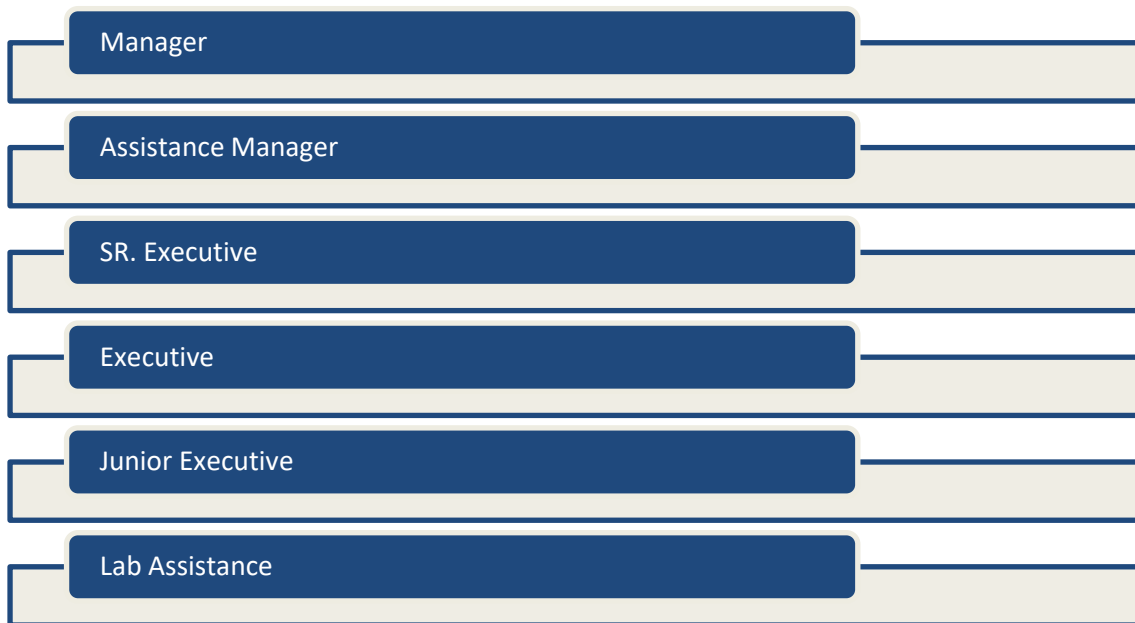 Manager
Assistance Manager
SR. Executive
Executive
Junior Executive
Lab Assistance